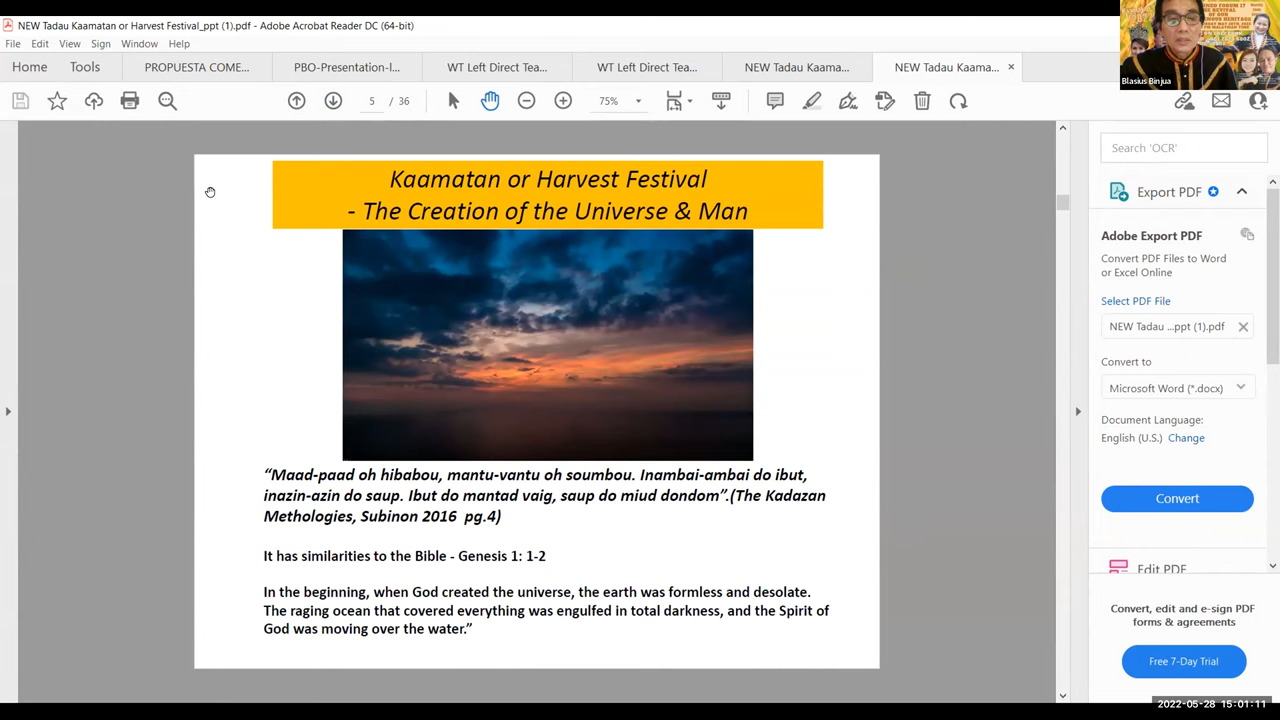 NEW Tadau Kaamatan or Harvest Festival_ppt (1).pdf - Adobe Acrobat Reader DC (64-bit)
File Edit View Sign Window Help
Home Tools PROPUESTA COME... PBO-Presentation-I... WT Left Direct Tea... WT Left Direct Tea... NEW Tadau Kaama... NEW Tadau Kaama... ×
Blasius Binjua
5 / 36 75%
Kaamatan or Harvest Festival
- The Creation of the Universe & Man
“Maad-paad oh hibabou, mantu-vantu oh soumbou. Inambai-ambai do ibut,
inazin-azin do saup. Ibut do mantad vaig, saup do miud dondom”.(The Kadazan
Methologies, Subinon 2016 pg.4)
It has similarities to the Bible - Genesis 1: 1-2
In the beginning, when God created the universe, the earth was formless and desolate.
The raging ocean that covered everything was engulfed in total darkness, and the Spirit of
God was moving over the water.”
Search 'OCR'
Export PDF
Adobe Export PDF
Convert PDF Files to Word
or Excel Online
Select PDF File
NEW Tadau ...ppt (1).pdf
Convert to
Microsoft Word (*.docx)
Document Language:
English (U.S.) Change
Convert
Edit PDF
Convert, edit and e-sign PDF
forms & agreements
Free 7-Day Trial
2022-05-28 15:01:11